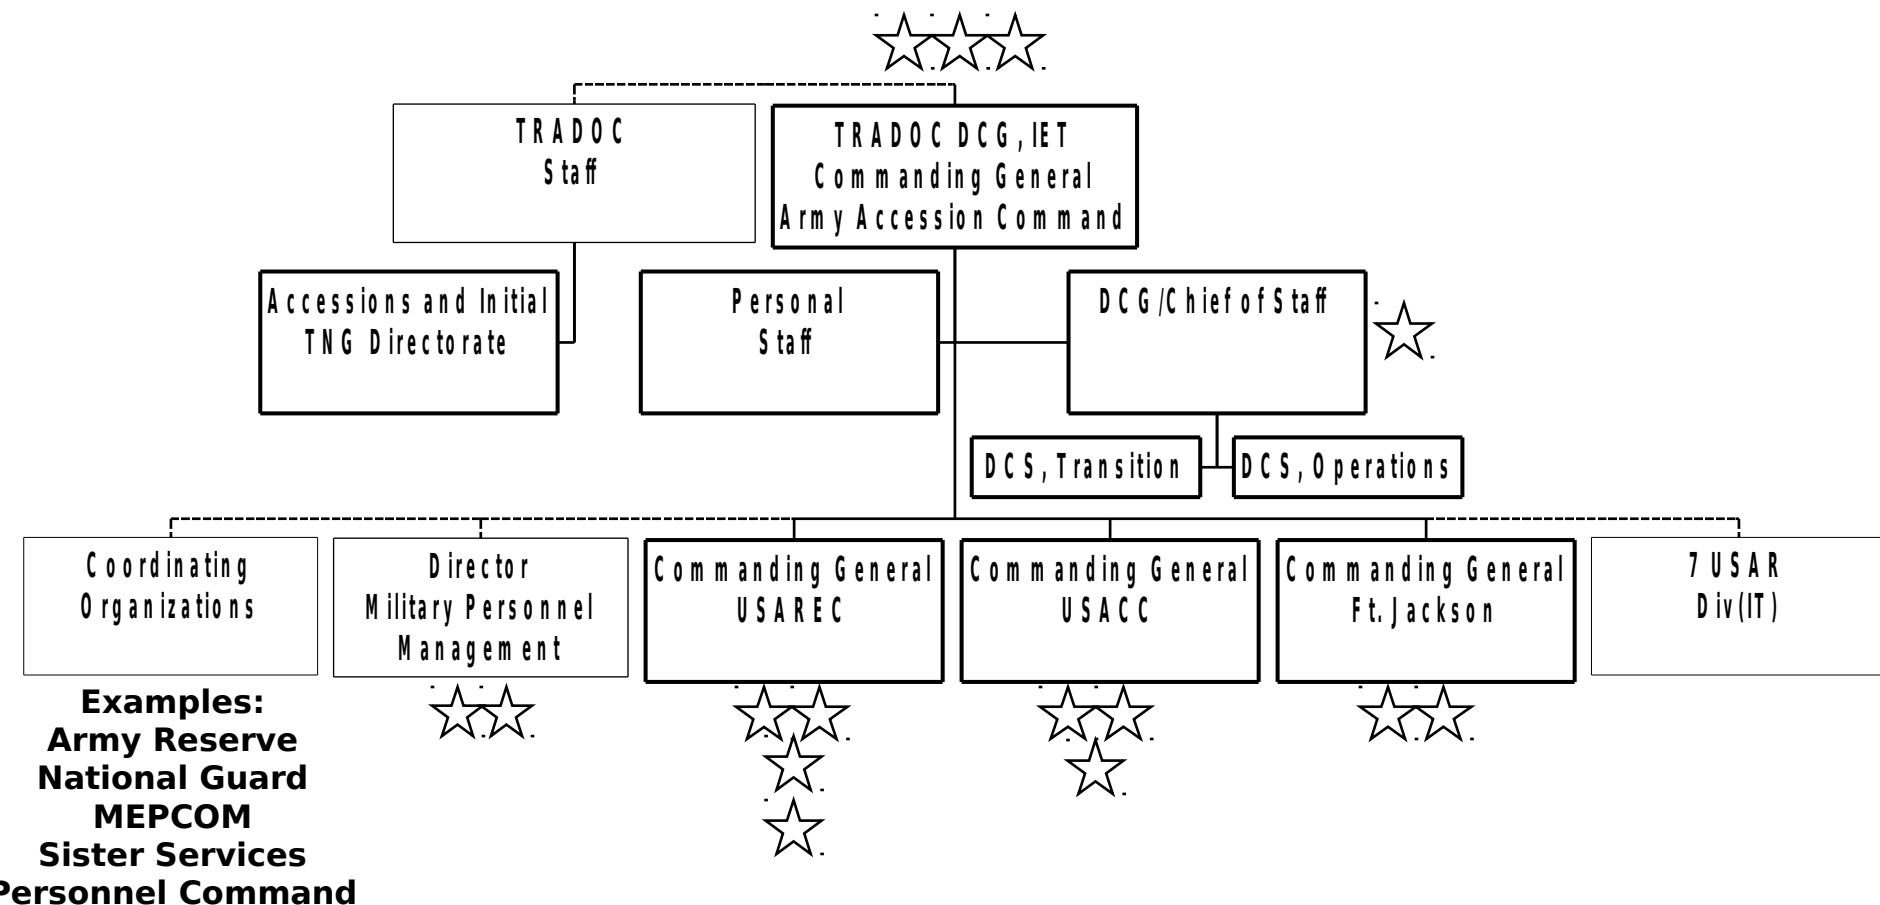 TRADOC
Staff
TRADOC DCG, IET
Commanding General
Army Accession Command
Accessions and Initial
TNG Directorate
Personal
Staff
DCG/Chief of Staff
DCS, Transition
DCS, Operations
Coordinating
Organizations
Director
Military Personnel
Management
Commanding General
USAREC
Commanding General
USACC
Commanding General
Ft. Jackson
7 USAR
Div(IT)
Examples:
Army Reserve
National Guard
MEPCOM
Sister Services
Personnel Command